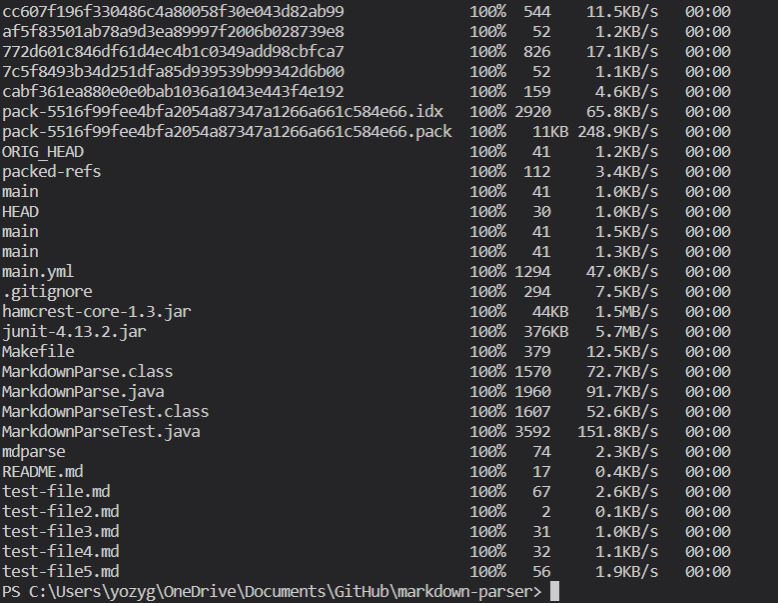 cc607f196f330486c4a80058f30e043d82ab99 100% 544 11.5KB/s 00:00
af5f83501ab78a9d3ea89997f2006b028739e8 100% 52 1.2KB/s 00:00
772d601c846df61d4ec4b1c0349add98cbfca7 100% 826 17.1KB/s 00:00
7c5f8493b34d251dfa85d939539b99342d6b00 100% 52 1.1KB/s 00:00
cabf361ea880e0e0bab1036a1043e443f4e192 100% 159 4.6KB/s 00:00
pack-5516f99fee4bfa2054a87347a1266a661c584e66.idx 100% 2920 65.8KB/s 00:00
pack-5516f99fee4bfa2054a87347a1266a661c584e66.pack 100% 11KB 248.9KB/s 00:00
ORIG_HEAD 100% 41 1.2KB/s 00:00
packed-refs 100% 112 3.4KB/s 00:00
main 100% 41 1.0KB/s 00:00
HEAD 100% 30 1.0KB/s 00:00
main 100% 41 1.5KB/s 00:00
main 100% 41 1.3KB/s 00:00
main.yml 100% 1294 47.0KB/s 00:00
.gitignore 100% 294 7.5KB/s 00:00
hamcrest-core-1.3.jar 100% 44KB 1.5MB/s 00:00
junit-4.13.2.jar 100% 376KB 5.7MB/s 00:00
Makefile 100% 379 12.5KB/s 00:00
MarkdownParse.class 100% 1570 72.7KB/s 00:00
MarkdownParse.java 100% 1960 91.7KB/s 00:00
MarkdownParseTest.class 100% 1607 52.6KB/s 00:00
MarkdownParseTest.java 100% 3592 151.8KB/s 00:00
mdparse 100% 74 2.3KB/s 00:00
README.md 100% 17 0.4KB/s 00:00
test-file.md 100% 67 2.6KB/s 00:00
test-file2.md 100% 2 0.1KB/s 00:00
test-file3.md 100% 31 1.0KB/s 00:00
test-file4.md 100% 32 1.1KB/s 00:00
test-file5.md 100% 56 1.9KB/s 00:00
PS C:\Users\yozyg\OneDrive\Documents\GitHub\markdown-parser>